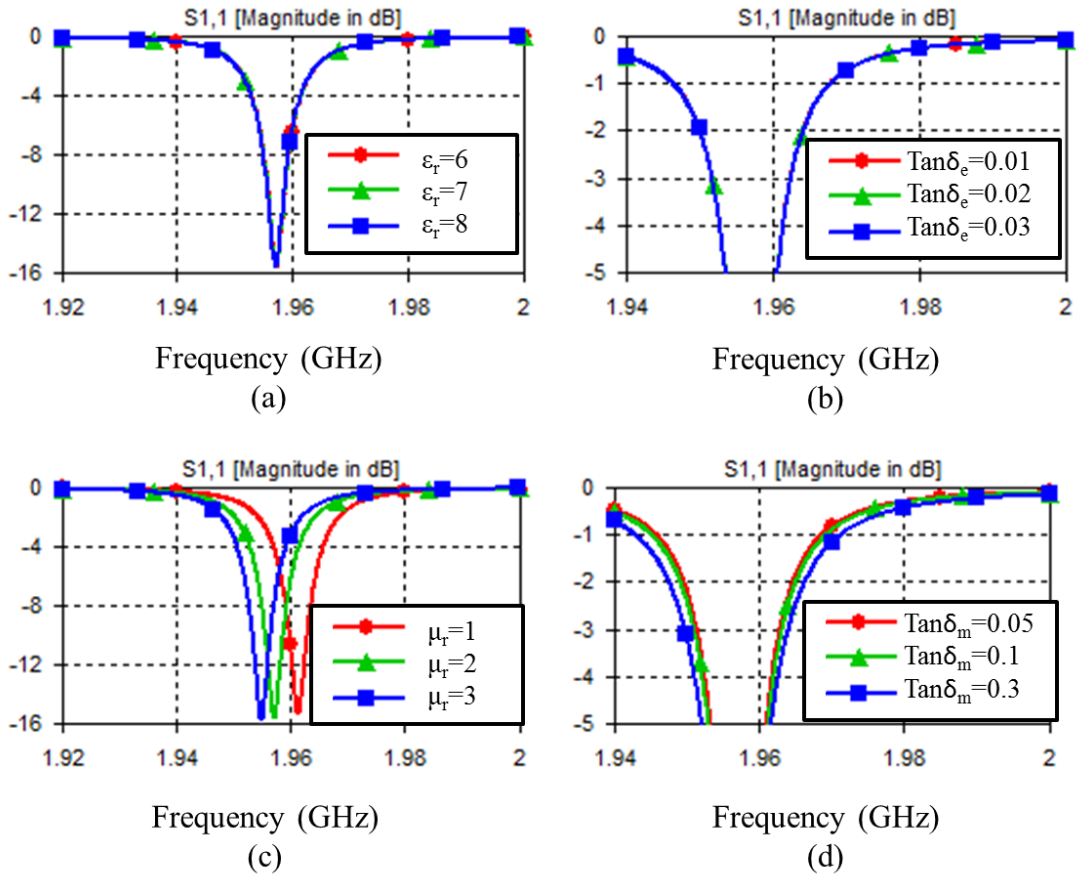 S1,1 [Magnitude in dB]
0
-4
-8
-12
-16
1.92
1.94
1.96
1.98
2
εr=6
εr=7
εr=8
Frequency (GHz)
(a)
S1,1 [Magnitude in dB]
0
-1
-2
-3
-4
-5
1.94
1.96
1.98
2
Tanδe=0.01
Tanδe=0.02
Tanδe=0.03
Frequency (GHz)
(b)
S1,1 [Magnitude in dB]
0
-4
-8
-12
-16
1.92
1.94
1.96
1.98
2
μr=1
μr=2
μr=3
Frequency (GHz)
(c)
S1,1 [Magnitude in dB]
0
-1
-2
-3
-4
-5
1.94
1.96
1.98
2
Tanδm=0.05
Tanδm=0.1
Tanδm=0.3
Frequency (GHz)
(d)